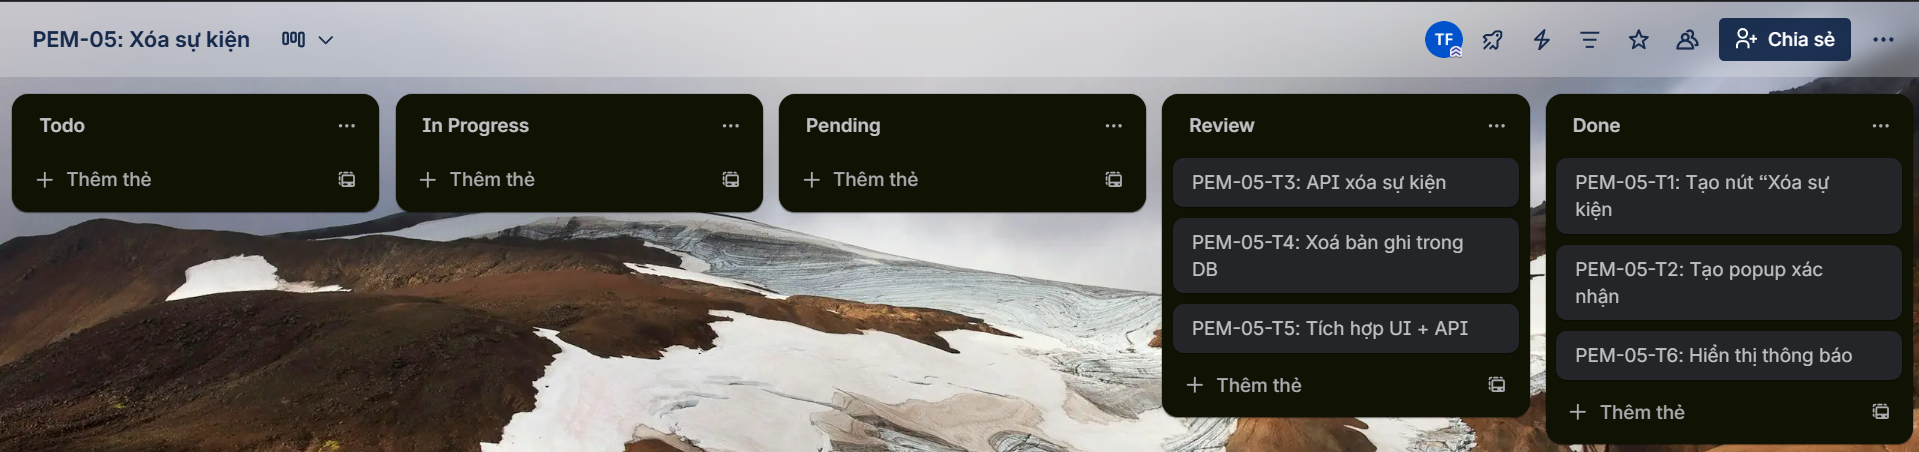 PEM-05: Xóa sự kiện
TF
Chia sẻ
Todo
Thêm thẻ
In Progress
Thêm thẻ
Pending
Thêm thẻ
Review
PEM-05-T3: API xóa sự kiện
PEM-05-T4: Xoá bản ghi trong
DB
PEM-05-T5: Tích hợp UI + API
Thêm thẻ
Done
PEM-05-T1: Tạo nút “Xóa sự
kiện
PEM-05-T2: Tạo popup xác
nhận
PEM-05-T6: Hiển thị thông báo
Thêm thẻ